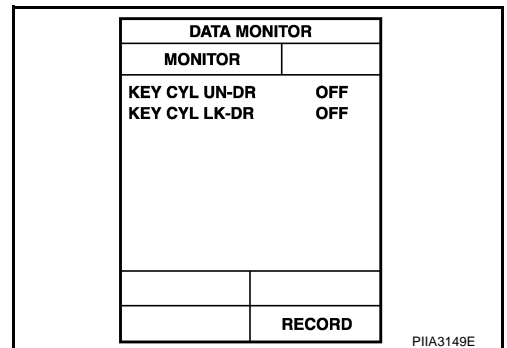 DATA MONITOR
MONITOR
KEY CYL UN-DR OFF
KEY CYL LK-DR OFF
RECORD
PIIA3149E